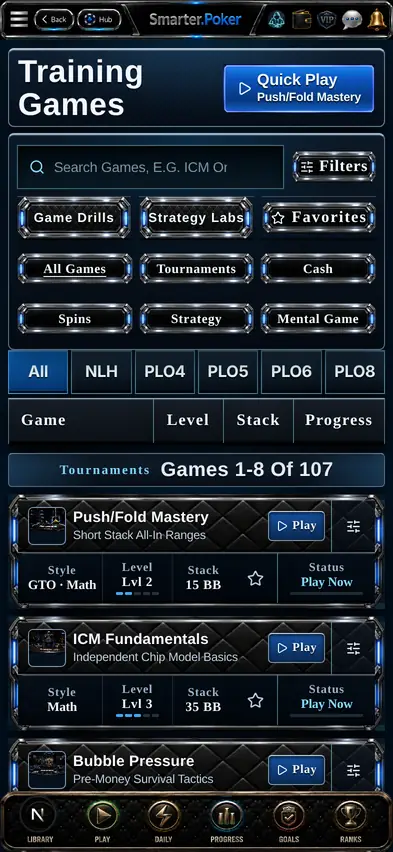 Back
Hub
Smarter.Poker
VIP
Training
Games
Quick Play
Push/Fold Mastery
Search Games, E.G. ICM Or
Filters
Game Drills
Strategy Labs
Favorites
All Games
Tournaments
Cash
Spins
Strategy
Mental Game
All
NLH
PLO4
PLO5
PLO6
PLO8
Game
Level
Stack
Progress
Tournaments Games 1-8 Of 107
Push/Fold Mastery
Short Stack All-In Ranges
Play
Style
GTO · Math
Level
Lvl 2
Stack
15 BB
Status
Play Now
ICM Fundamentals
Independent Chip Model Basics
Play
Style
Math
Level
Lvl 3
Stack
35 BB
Status
Play Now
Bubble Pressure
Pre-Money Survival Tactics
Play
N
LIBRARY
PLAY
DAILY
PROGRESS
GOALS
RANKS